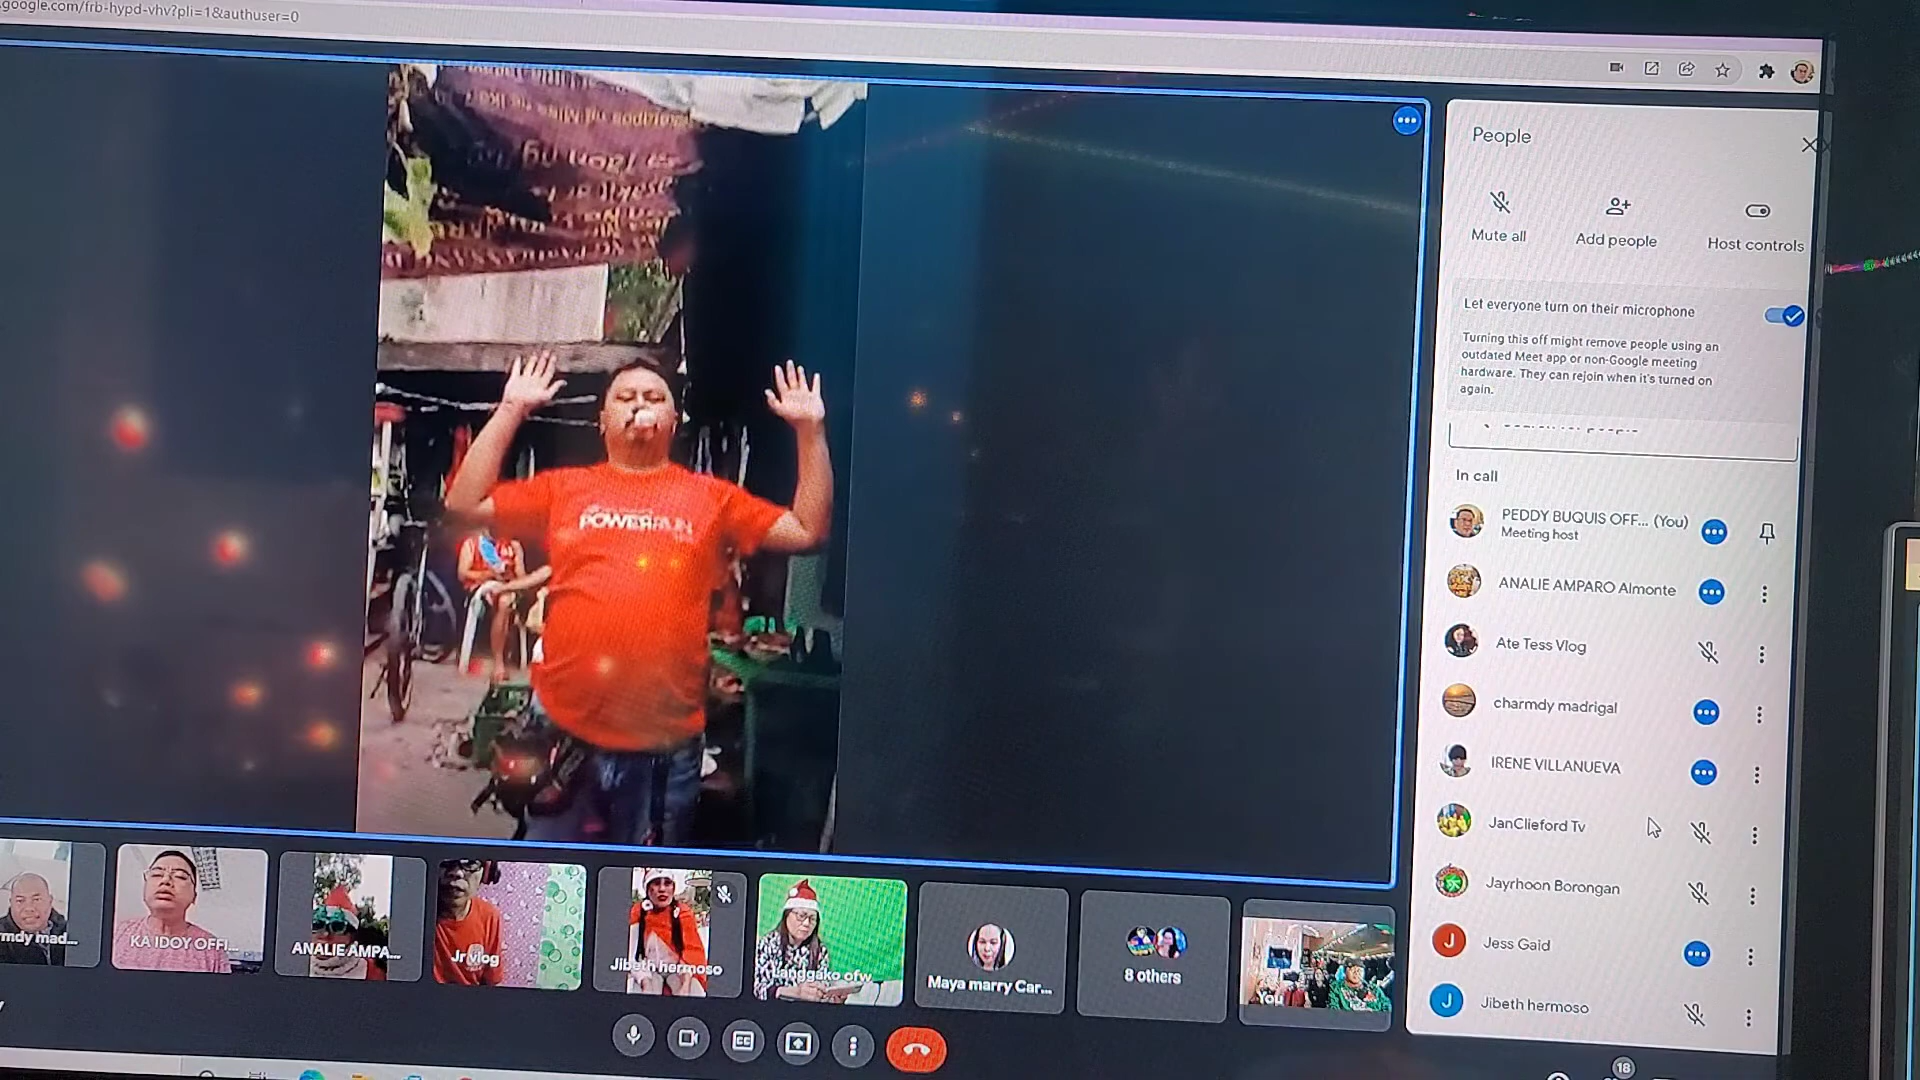 .google.com/frb-hypd-vhv?pli=1&authuser=0
People
Mute all
Add people
Host controls
Let everyone turn on their microphone
Turning this off might remove people using an
outdated Meet app or non-Google meeting
hardware. They can rejoin when it's turned on
again.
In call
PEDDY BUQUIS OFF... (You)
Meeting host
ANALIE AMPARO Almonte
Ate Tess Vlog
charmdy madrigal
IRENE VILLANUEVA
JanClieford Tv
Jayrhoon Borongan
J
Jess Gaid
J
Jibeth hermoso
POWERRUN
rmdy mad...
KA IDOY OFFI...
ANALIE AMPA...
Jr vlog
Jibeth hermoso
Langgako ofw
Maya marry Car...
8 others
You
CC
18